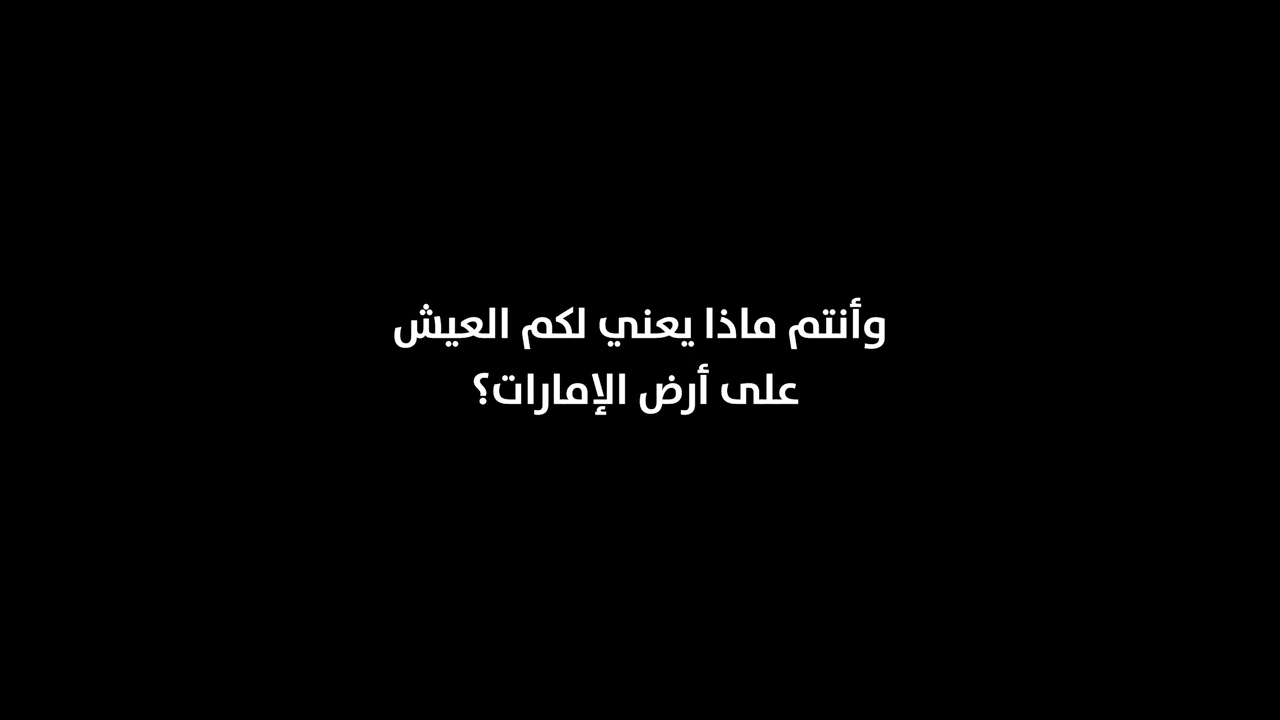 وأنتم ماذا يعني لكم العيش
على أرض الإمارات؟